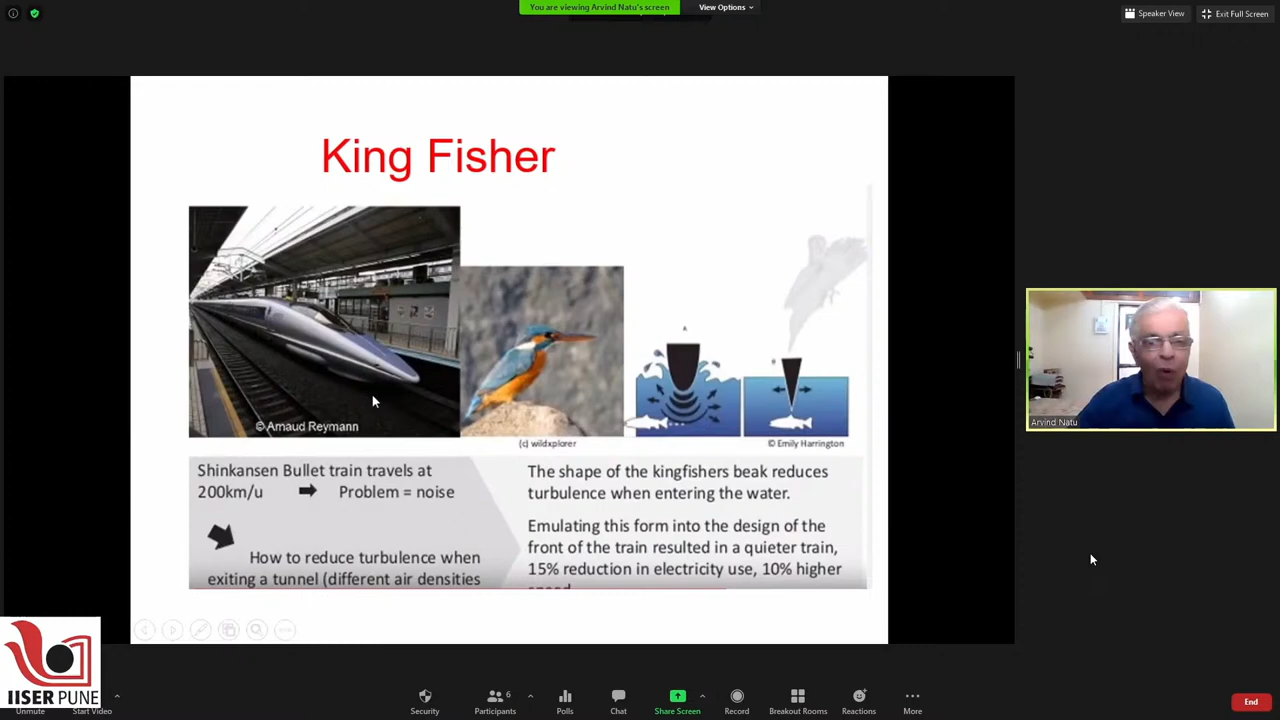 You are viewing Arvind Natu's screen
View Options
Speaker View
Exit Full Screen
King Fisher
© Arnaud Reymann
A
B
(c) wildxplorer
© Emily Harrington
Shinkansen Bullet train travels at
200km/u
Problem = noise
How to reduce turbulence when
exiting a tunnel (different air densities
The shape of the kingfishers beak reduces
turbulence when entering the water.
Emulating this form into the design of the
front of the train resulted in a quieter train,
15% reduction in electricity use, 10% higher
Arvind Natu
IISER PUNE
Unmute
Start Video
Security
Participants
6
Polls
Chat
Share Screen
Record
Breakout Rooms
Reactions
More
End